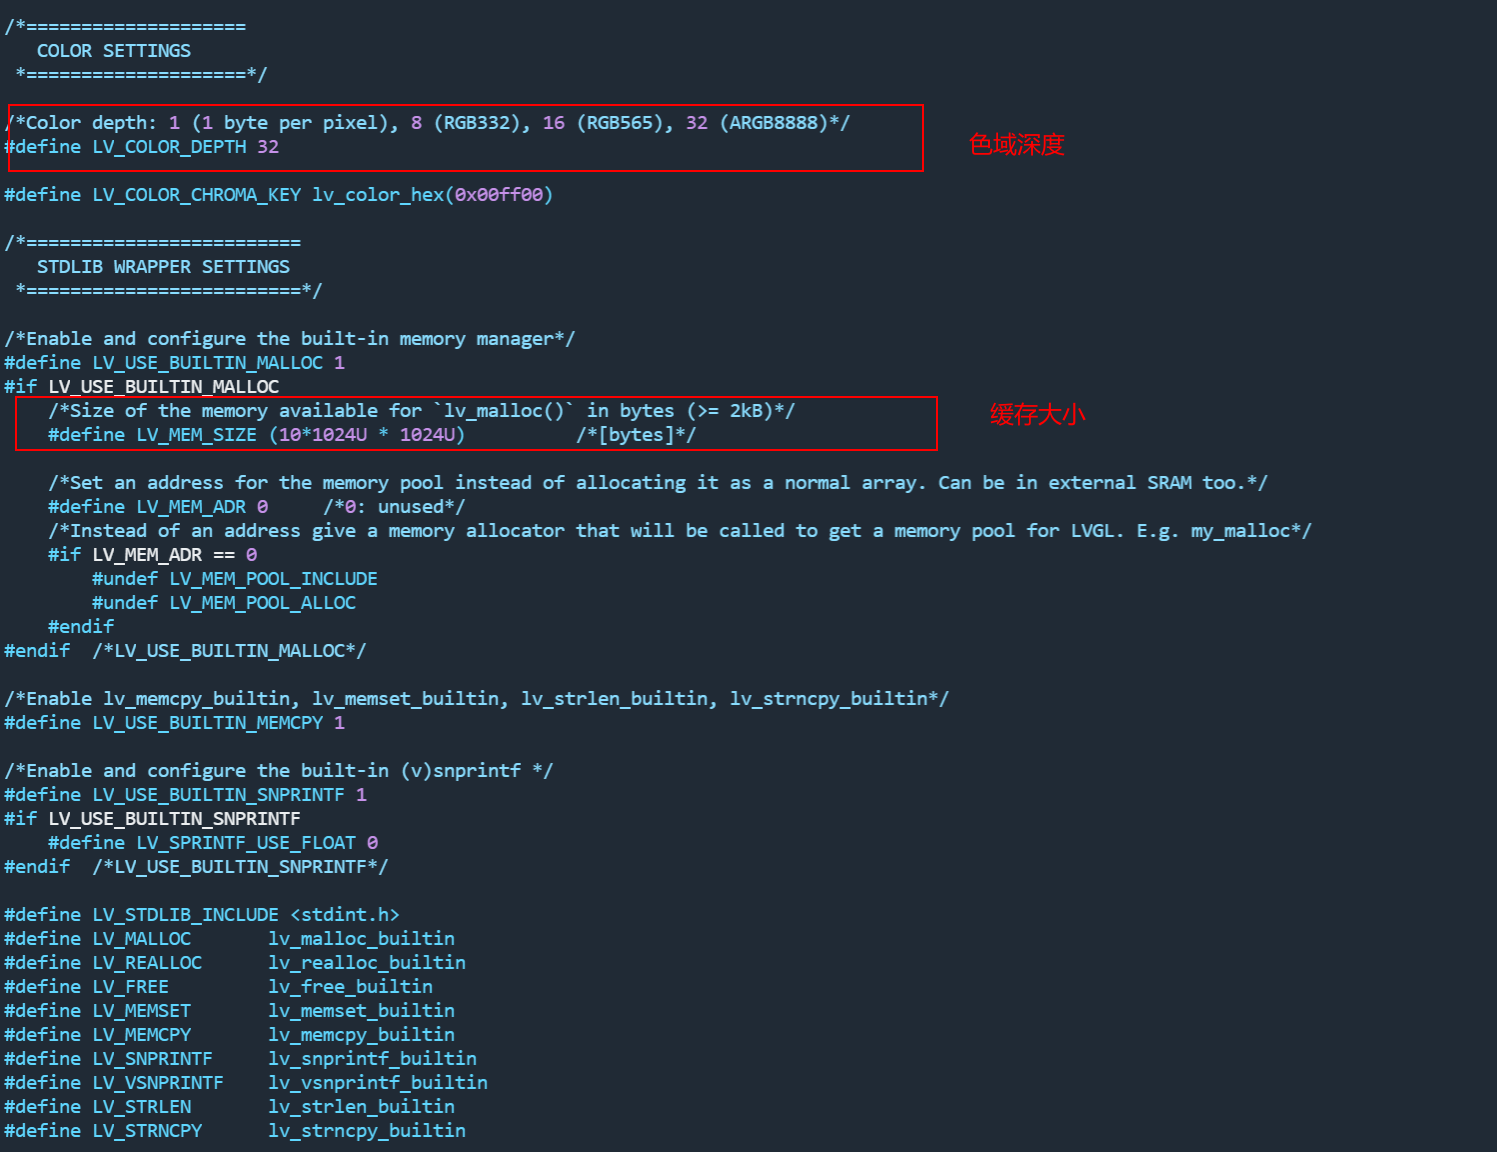 /*====================
   COLOR SETTINGS
 *====================*/
/*Color depth: 1 (1 byte per pixel), 8 (RGB332), 16 (RGB565), 32 (ARGB8888)*/
#define LV_COLOR_DEPTH 32
色域深度
#define LV_COLOR_CHROMA_KEY lv_color_hex(0x00ff00)
/*=========================
   STDLIB WRAPPER SETTINGS
 *=========================*/
/*Enable and configure the built-in memory manager*/
#define LV_USE_BUILTIN_MALLOC 1
#if LV_USE_BUILTIN_MALLOC
    /*Size of the memory available for `lv_malloc()` in bytes (>= 2kB)*/
    #define LV_MEM_SIZE (10*1024U * 1024U)          /*[bytes]*/
缓存大小
    /*Set an address for the memory pool instead of allocating it as a normal array. Can be in external SRAM too.*/
    #define LV_MEM_ADR 0     /*0: unused*/
    /*Instead of an address give a memory allocator that will be called to get a memory pool for LVGL. E.g. my_malloc*/
    #if LV_MEM_ADR == 0
        #undef LV_MEM_POOL_INCLUDE
        #undef LV_MEM_POOL_ALLOC
    #endif
#endif  /*LV_USE_BUILTIN_MALLOC*/
/*Enable lv_memcpy_builtin, lv_memset_builtin, lv_strlen_builtin, lv_strncpy_builtin*/
#define LV_USE_BUILTIN_MEMCPY 1
/*Enable and configure the built-in (v)snprintf */
#define LV_USE_BUILTIN_SNPRINTF 1
#if LV_USE_BUILTIN_SNPRINTF
    #define LV_SPRINTF_USE_FLOAT 0
#endif  /*LV_USE_BUILTIN_SNPRINTF*/
#define LV_STDLIB_INCLUDE <stdint.h>
#define LV_MALLOC       lv_malloc_builtin
#define LV_REALLOC      lv_realloc_builtin
#define LV_FREE         lv_free_builtin
#define LV_MEMSET       lv_memset_builtin
#define LV_MEMCPY       lv_memcpy_builtin
#define LV_SNPRINTF     lv_snprintf_builtin
#define LV_VSNPRINTF    lv_vsnprintf_builtin
#define LV_STRLEN       lv_strlen_builtin
#define LV_STRNCPY      lv_strncpy_builtin